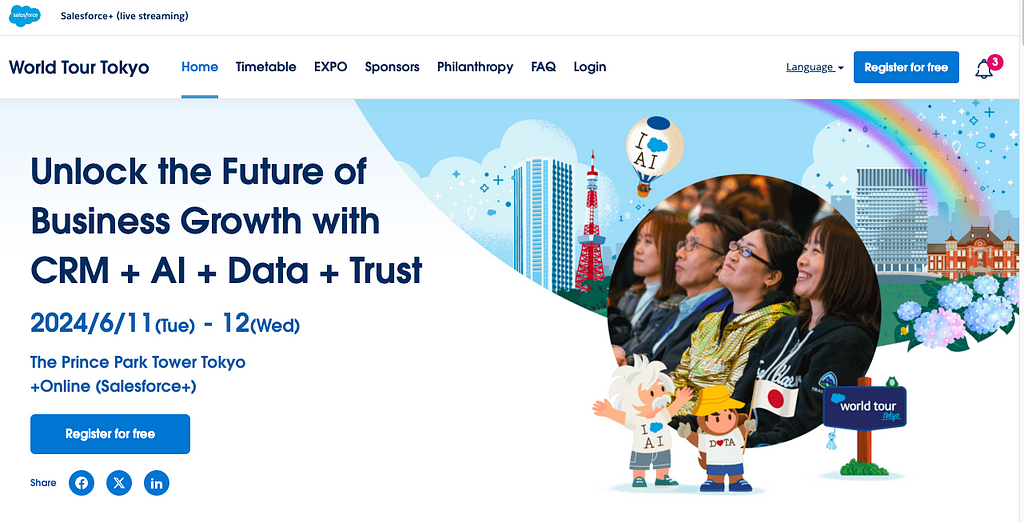 salesforce
Salesforce+ (live streaming)
World Tour Tokyo
Home
Timetable
EXPO
Sponsors
Philanthropy
FAQ
Login
Language
Register for free
3
Unlock the Future of
Business Growth with
CRM + AI + Data + Trust
2024/6/11(Tue) - 12(Wed)
The Prince Park Tower Tokyo
+Online (Salesforce+)
Register for free
Share
I
AI
I
AI
D♥TA
world tour
Tokyo